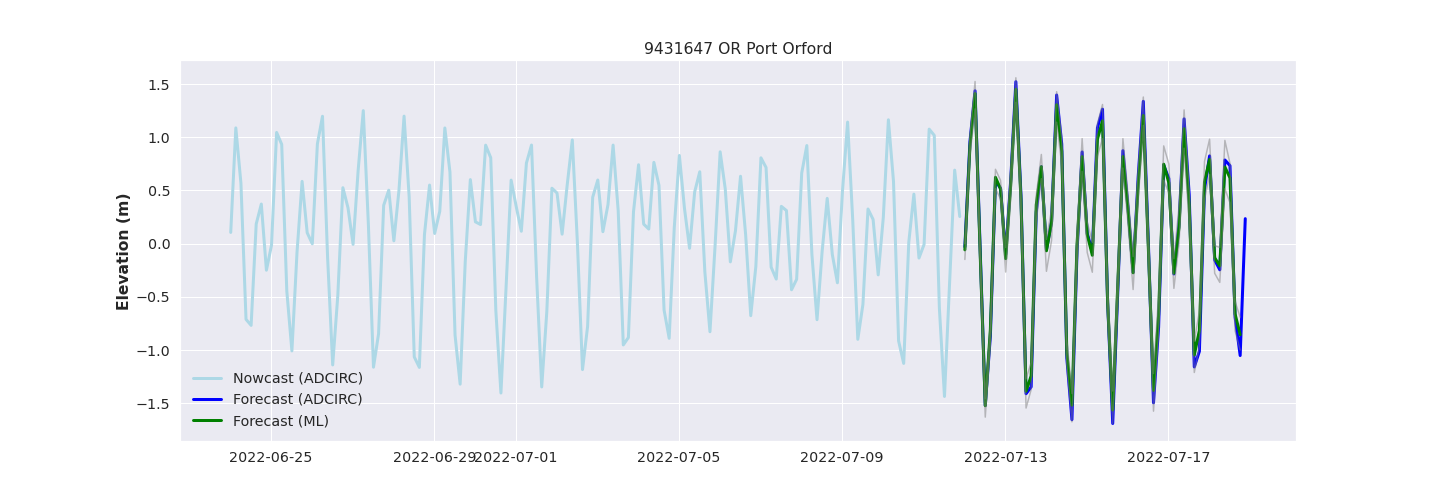 9431647 OR Port Orford
Elevation (m)
1.5
1.0
0.5
0.0
−0.5
−1.0
−1.5
Nowcast (ADCIRC)
Forecast (ADCIRC)
Forecast (ML)
2022-06-25 2022-06-29 2022-07-01 2022-07-05 2022-07-09 2022-07-13 2022-07-17